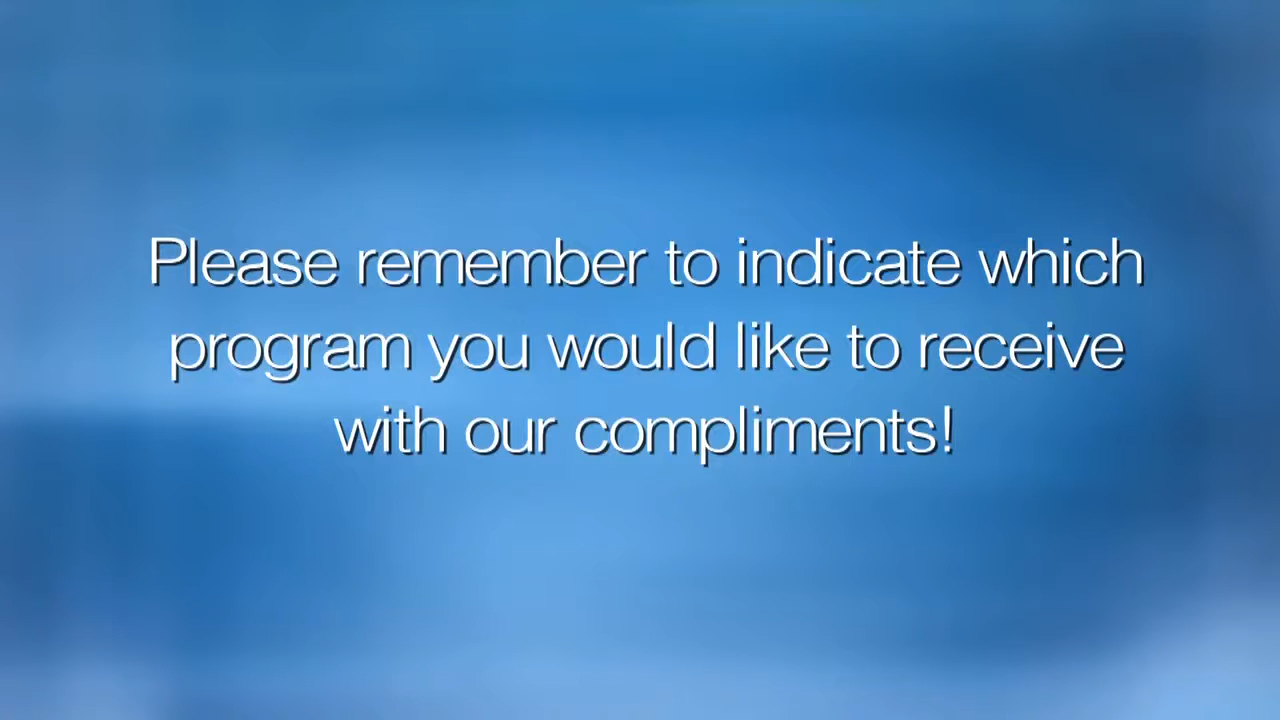 Please remember to indicate which
program you would like to receive
with our compliments!